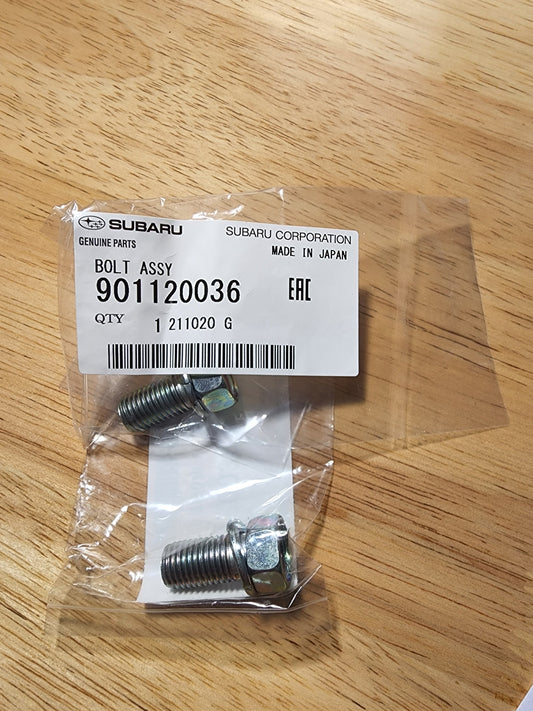 SUBARU
SUBARU CORPORATION
GENUINE PARTS
MADE IN JAPAN
BOLT ASSY
901120036
EAC
QTY
1 211020 G